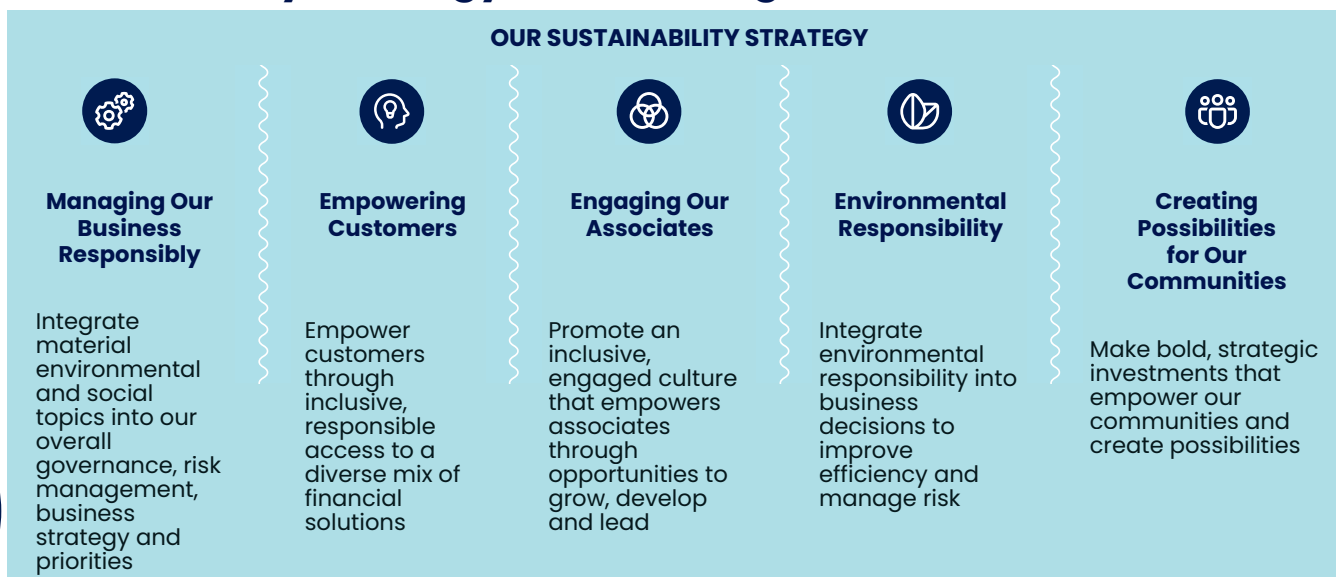 OUR SUSTAINABILITY STRATEGY
Managing Our
Business
Responsibly
Integrate
material
environmental
and social
topics into our
overall
governance, risk
management,
business
strategy and
priorities
Empowering
Customers
Empower
customers
through
inclusive,
responsible
access to a
diverse mix of
financial
solutions
Engaging Our
Associates
Promote an
inclusive,
engaged culture
that empowers
associates
through
opportunities to
grow, develop
and lead
Environmental
Responsibility
Integrate
environmental
responsibility into
business
decisions to
improve
efficiency and
manage risk
Creating
Possibilities
for Our
Communities
Make bold, strategic
investments that
empower our
communities and
create possibilities